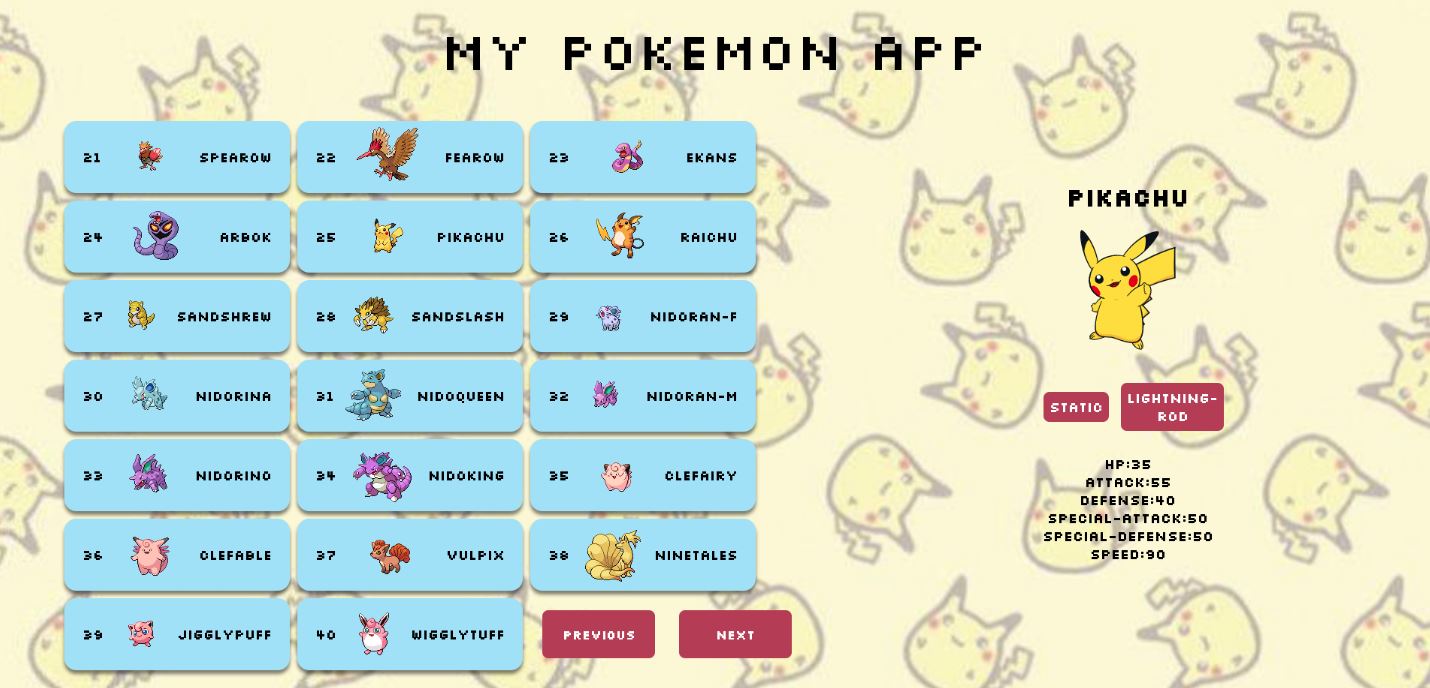 MY POKEMON APP
21 SPEAROW
22 FEAROW
23 EKANS
24 ARBOK
25 PIKACHU
26 RAICHU
27 SANDSHREW
28 SANDSLASH
29 NIDORAN-F
30 NIDORINA
31 NIDOQUEEN
32 NIDORAN-M
33 NIDORINO
34 NIDOKING
35 CLEFAIRY
36 CLEFABLE
37 VULPIX
38 NINETALES
39 JIGGLYPUFF
40 WIGGLYTUFF
PREVIOUS
NEXT
PIKACHU
STATIC
LIGHTNING-
ROD
HP:35
ATTACK:55
DEFENSE:40
SPECIAL-ATTACK:50
SPECIAL-DEFENSE:50
SPEED:90